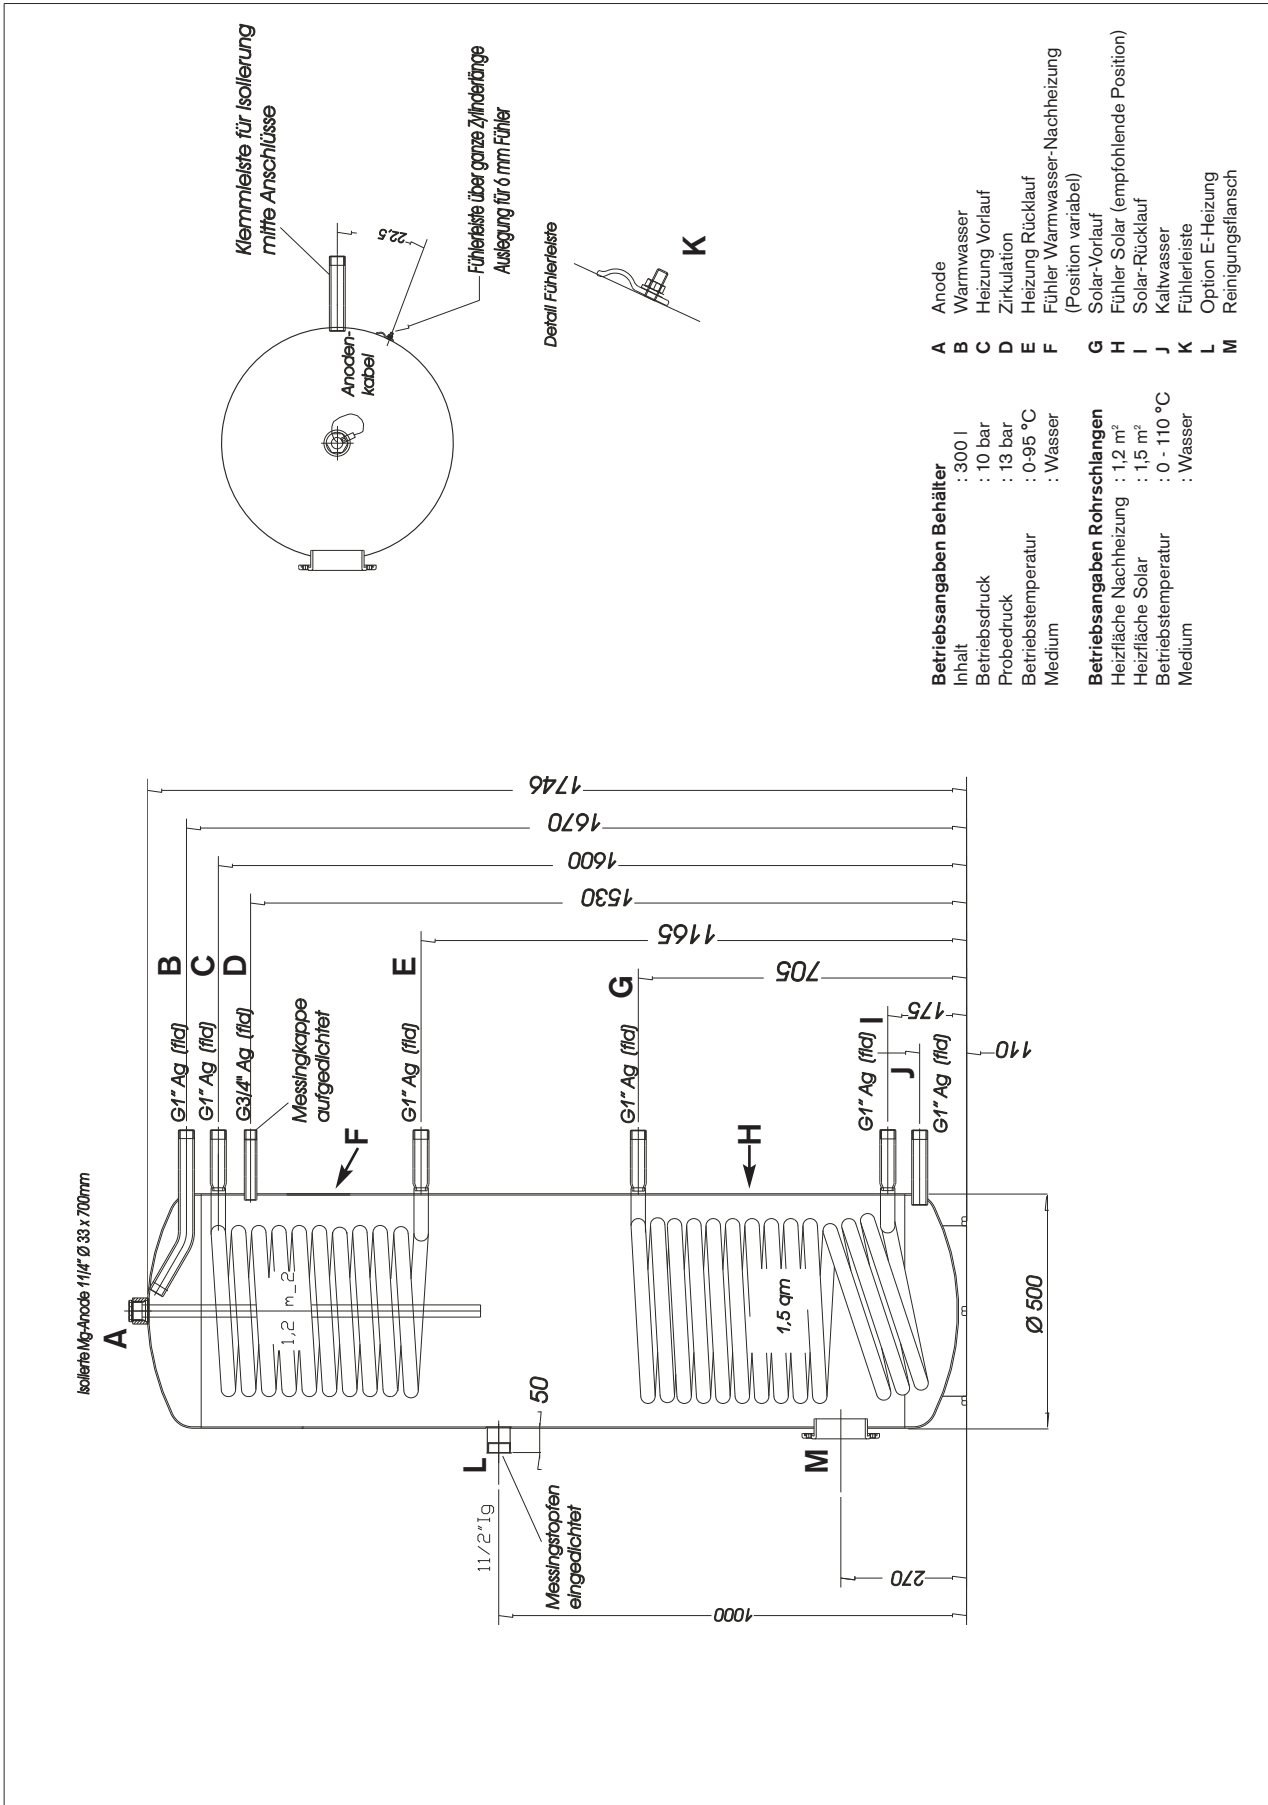 Klemmleiste für Isolierung
mitte Anschlüsse
22,5
Fühlerleiste über ganze Zylinderlänge
Auslegung für 6 mm Fühler
Anoden-
kabel
Detail Fühlerleiste
K
A Anode
B Warmwasser
C Heizung Vorlauf
D Zirkulation
E Heizung Rücklauf
F Fühler Warmwasser-Nachheizung
(Position variabel)
G Solar-Vorlauf
H Fühler Solar (empfohlende Position)
I Solar-Rücklauf
J Kaltwasser
K Fühlerleiste
L Option E-Heizung
M Reinigungsflansch
Betriebsangaben Behälter
Inhalt : 300 l
Betriebsdruck : 10 bar
Probedruck : 13 bar
Betriebstemperatur : 0-95 °C
Medium : Wasser
Betriebsangaben Rohrschlangen
Heizfläche Nachheizung : 1,2 m²
Heizfläche Solar : 1,5 m²
Betriebstemperatur : 0 - 110 °C
Medium : Wasser
Isolierte Mg-Anode 11/4" Ø 33 x 700mm
A
B
G1" Ag (fld)
C
G1" Ag (fld)
D
G3/4" Ag (fld)
Messingkappe
aufgedichtet
F
E
G1" Ag (fld)
G
G1" Ag (fld)
H
I
G1" Ag (fld)
J
G1" Ag (fld)
1746
1670
1600
1530
1165
705
175
110
1,2 m_2
1,5 qm
Ø 500
50
L
11/2"Ig
Messingstopfen
eingedichtet
M
270
1000